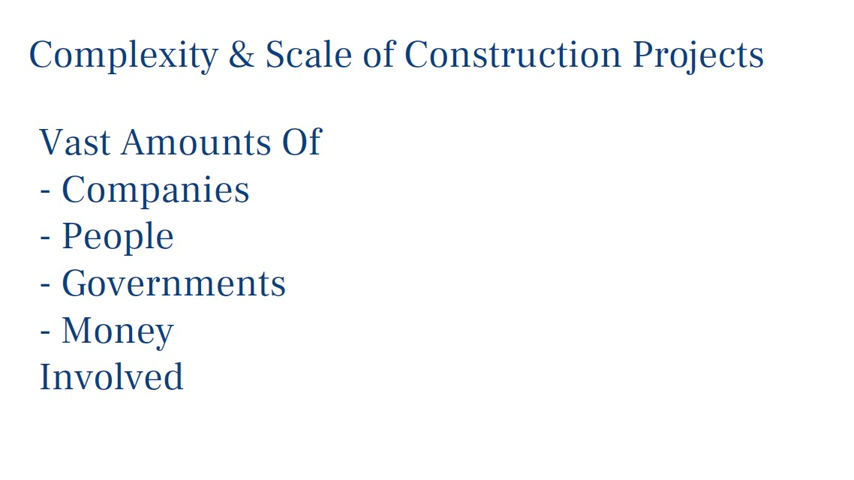 Complexity & Scale of Construction Projects
Vast Amounts Of
- Companies
- People
- Governments
- Money
Involved